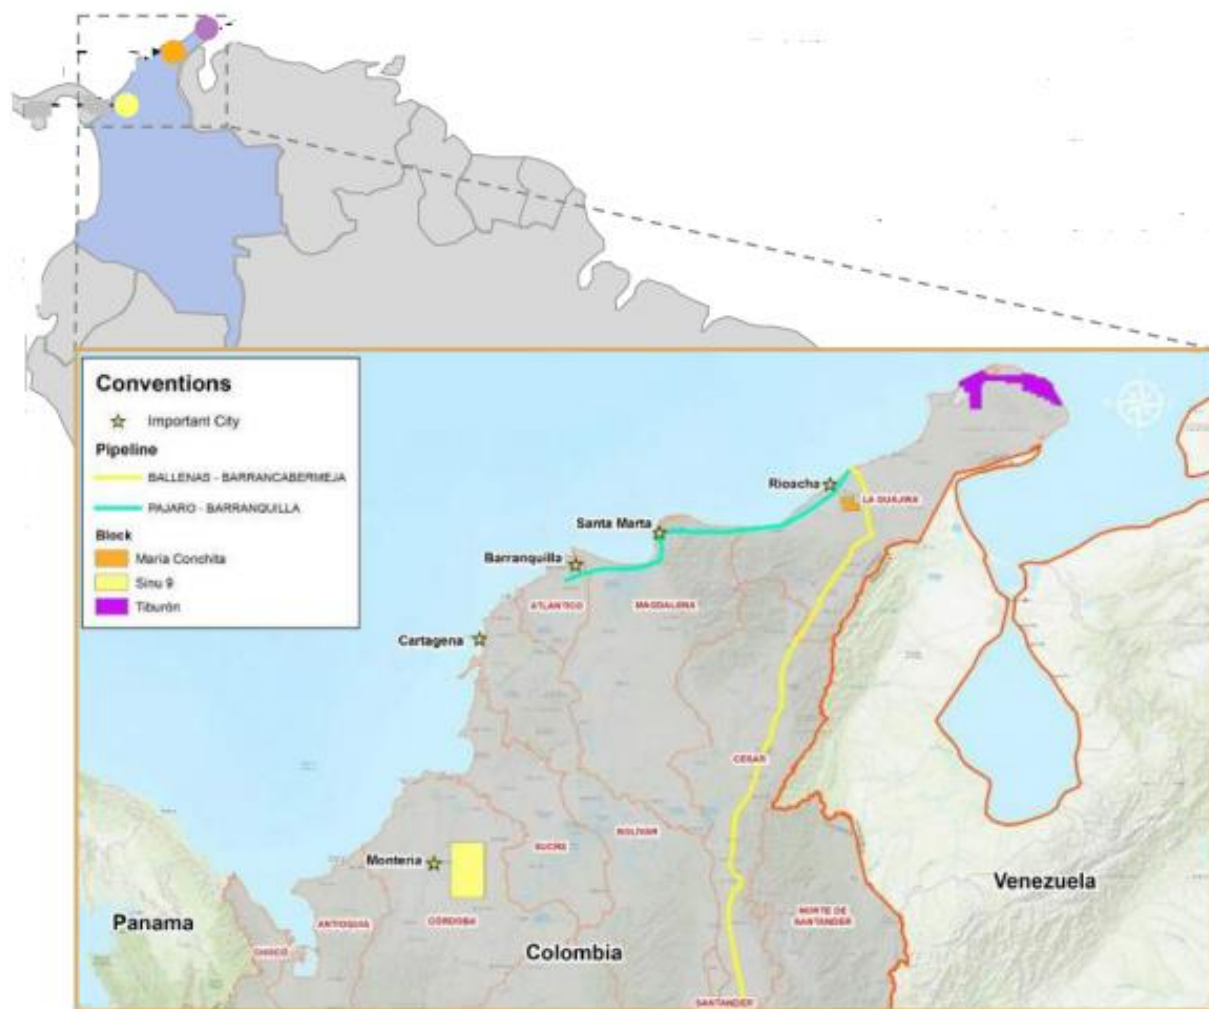 Conventions
Important City
Pipeline
BALLENAS - BARRANCABERMEJA
PAJARO - BARRANQUILLA
Block
María Conchita
Sinu 9
Tiburón
Rioacha
LA GUAJIRA
Santa Marta
Barranquilla
ATLANTICO
MAGDALENA
Cartagena
CESAR
BOLIVAR
SUCRE
Monteria
Venezuela
Panama
ANTIOQUIA
CORDOBA
NORTE DE
SANTANDER
CHOCO
Colombia
SANTANDER